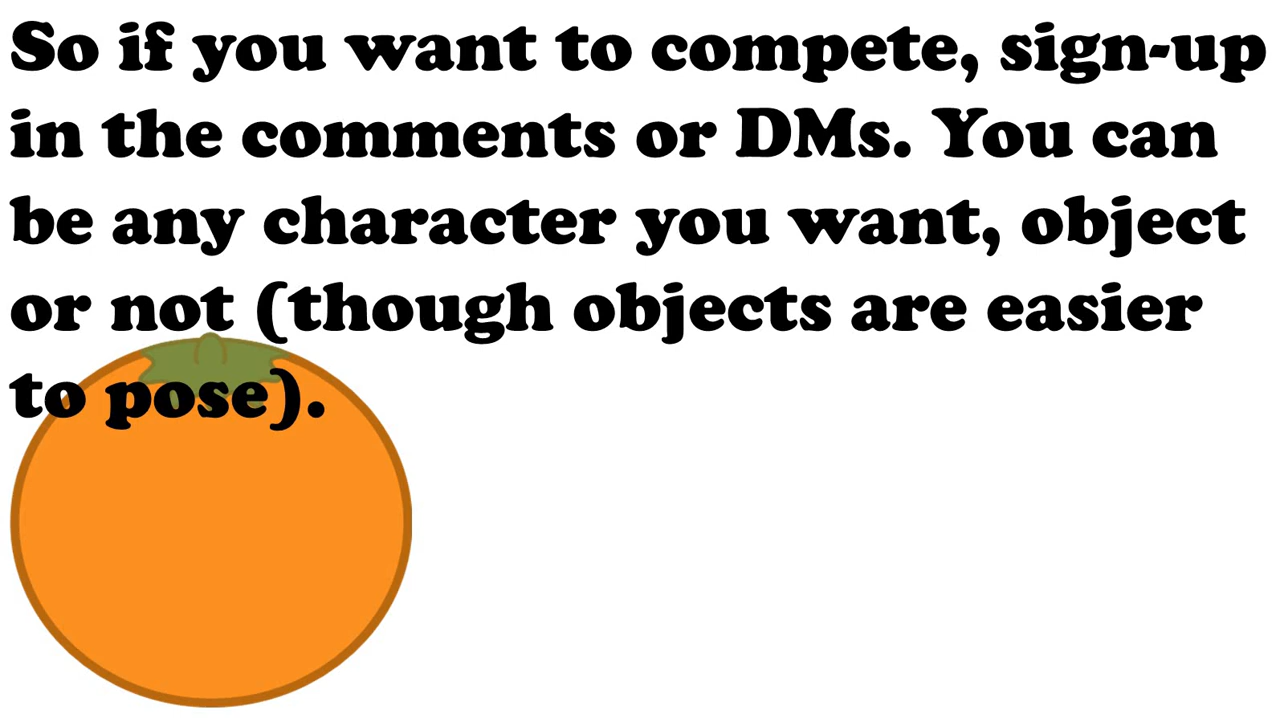 So if you want to compete, sign-up
in the comments or DMs. You can
be any character you want, object
or not (though objects are easier
to pose).